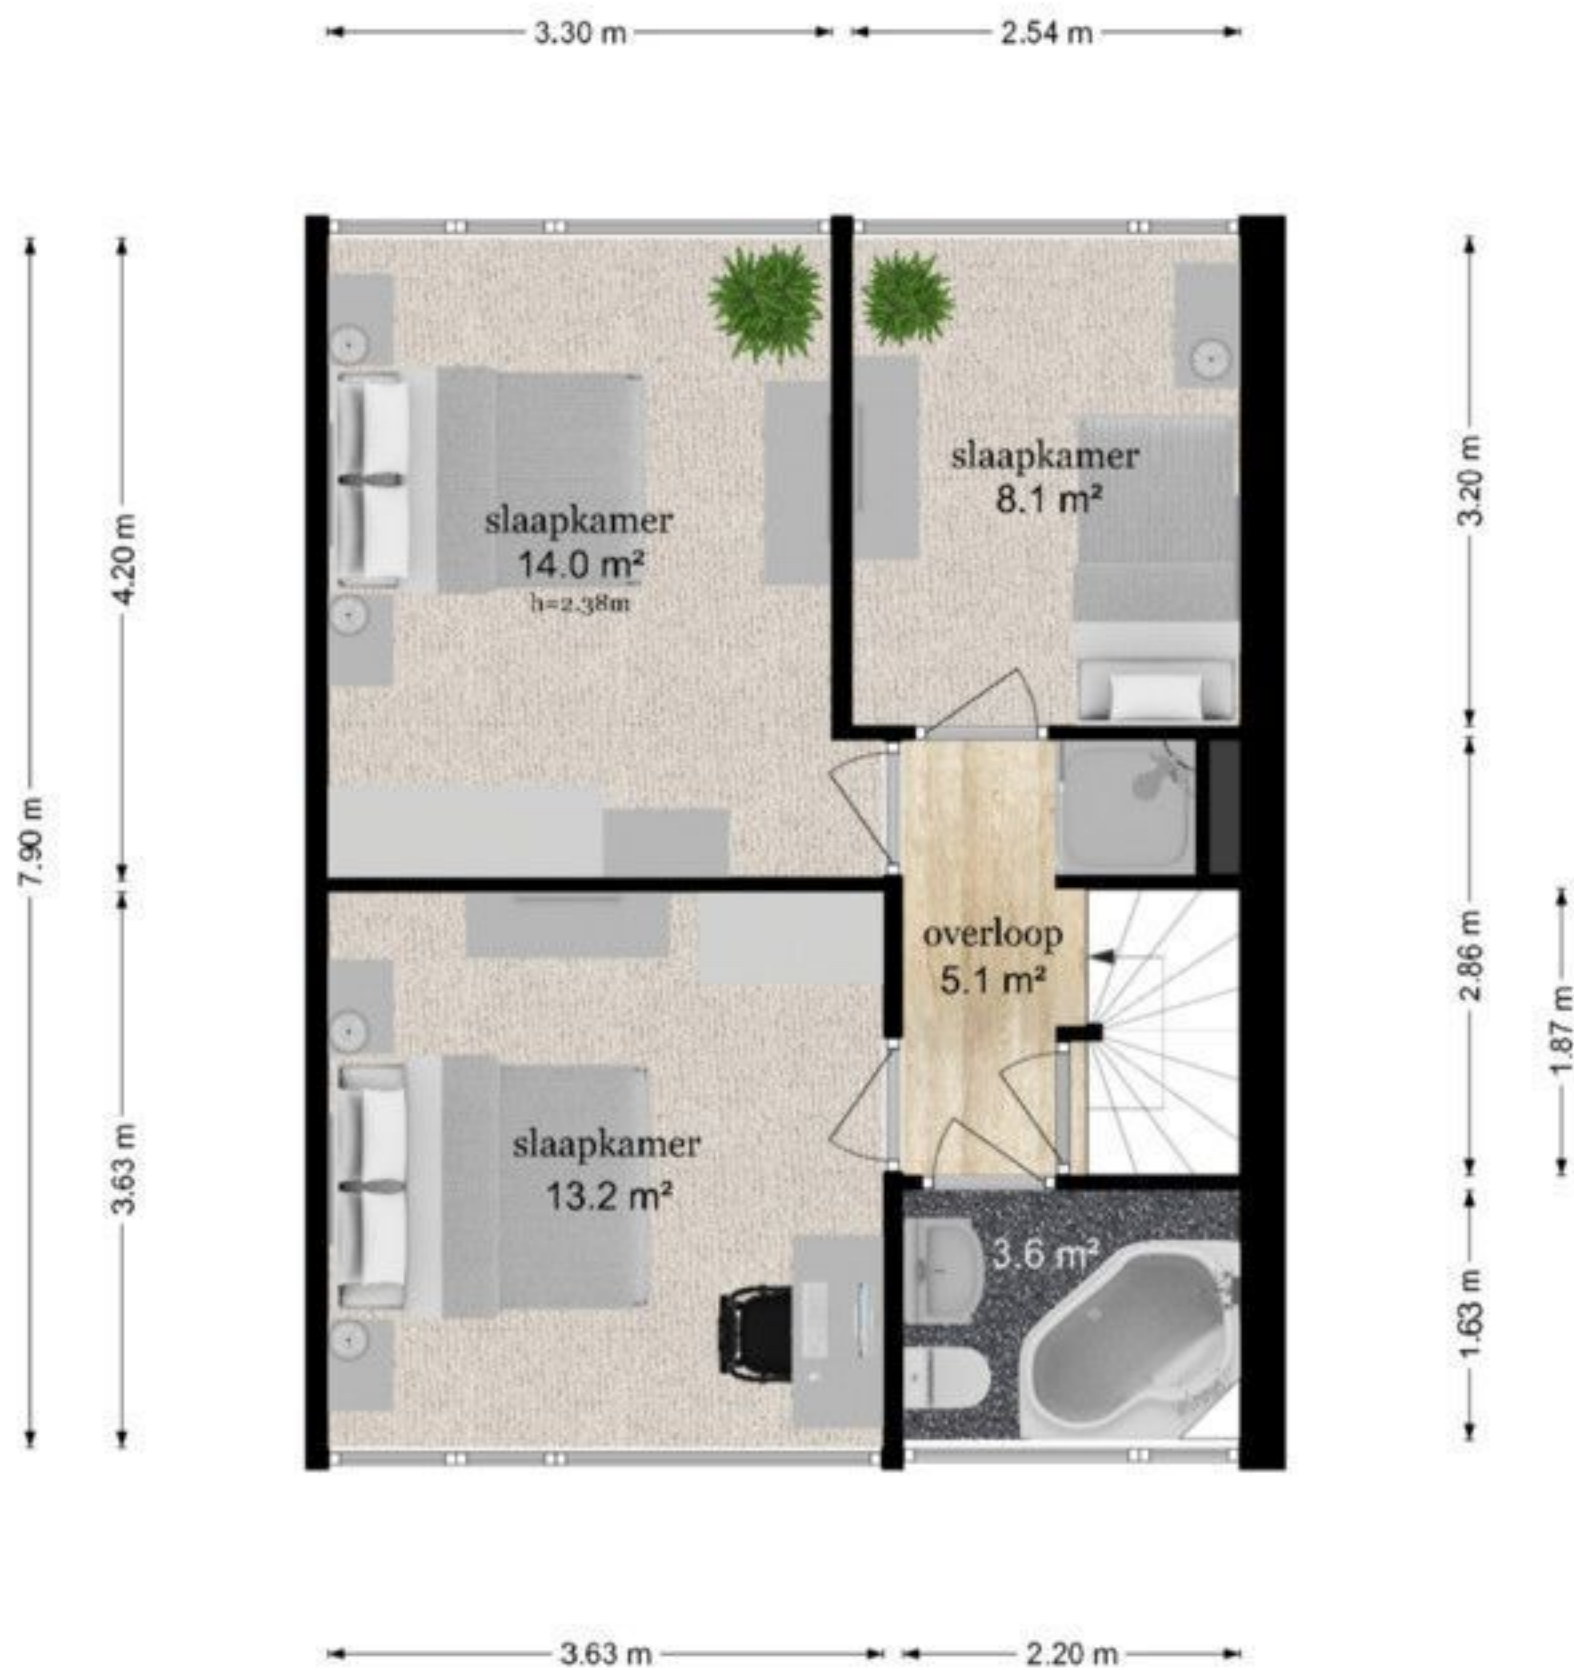 3.30 m
2.54 m
7.90 m
4.20 m
3.63 m
slaapkamer
14.0 m²
h=2.38m
slaapkamer
8.1 m²
overloop
5.1 m²
slaapkamer
13.2 m²
3.6 m²
3.20 m
2.86 m
1.87 m
1.63 m
3.63 m
2.20 m